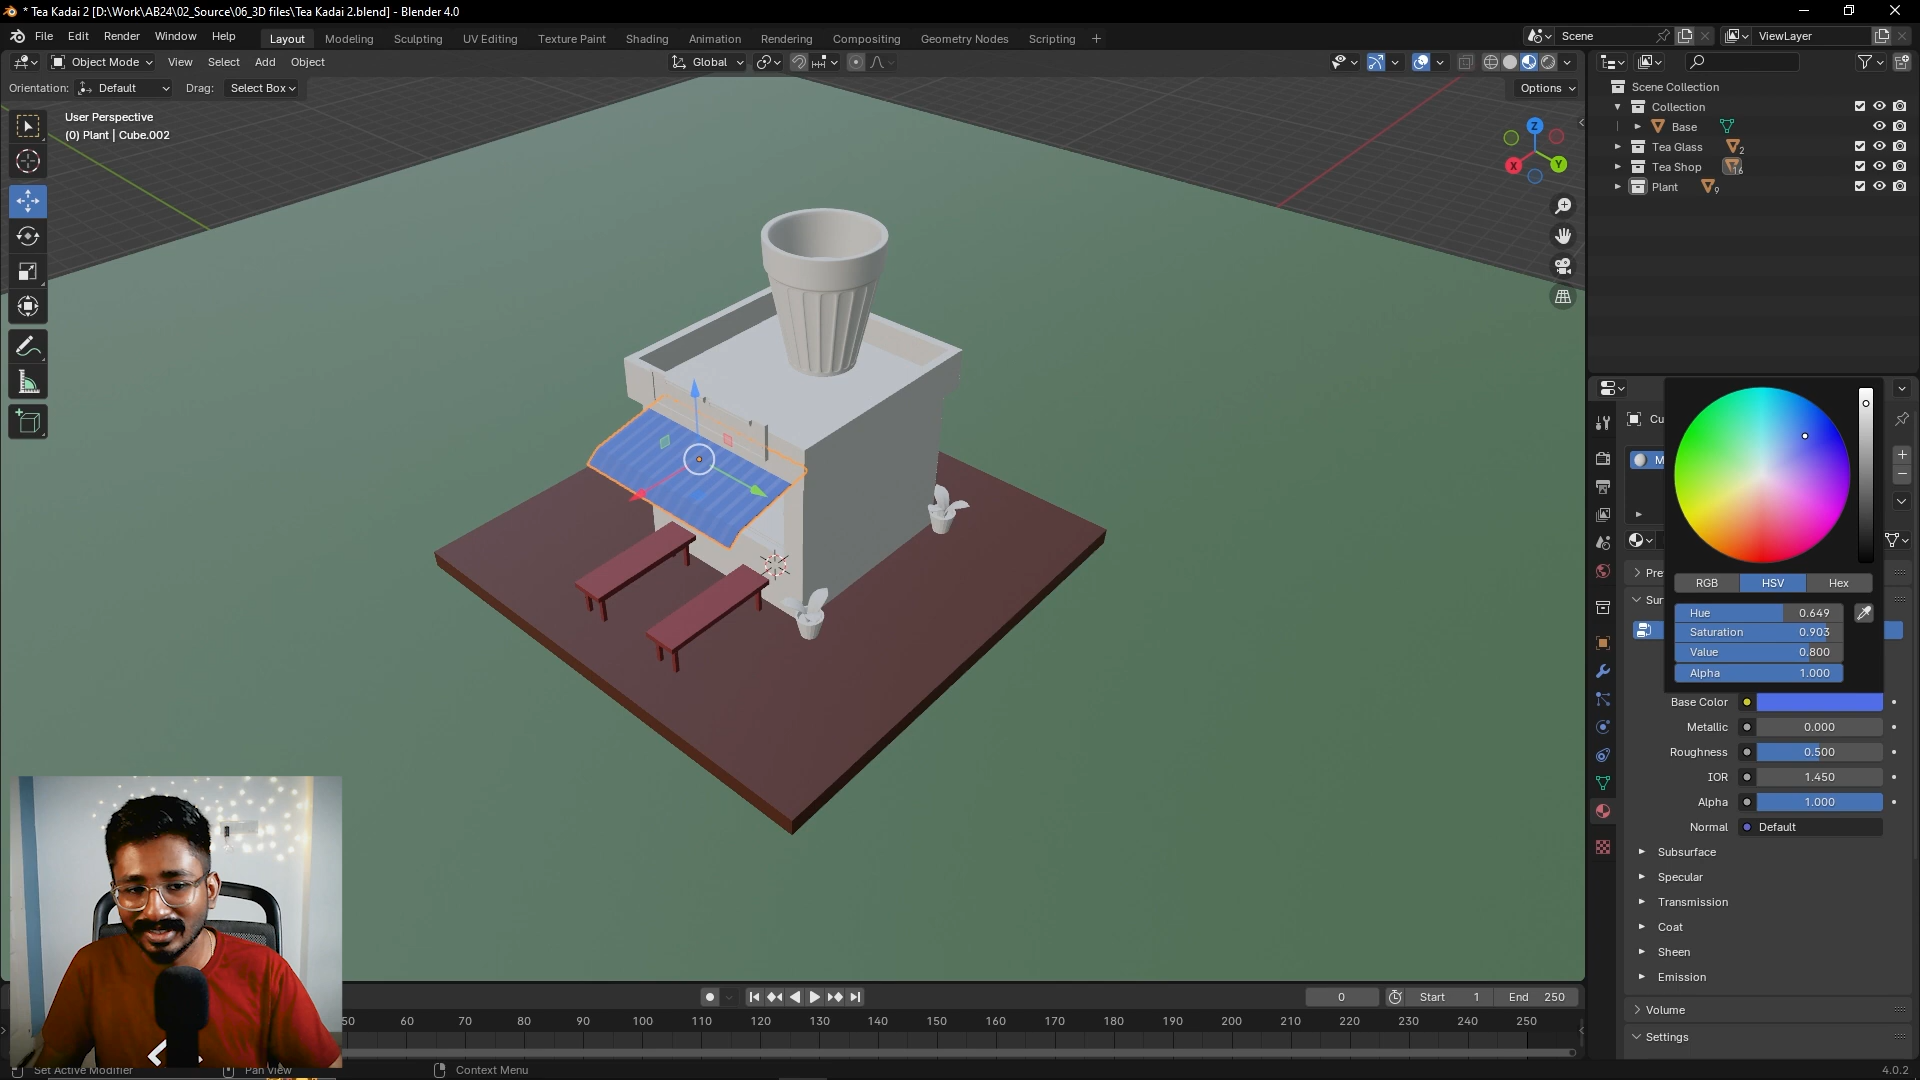 * Tea Kadai 2 [D:\Work\AB24\02_Source\06_3D files\Tea Kadai 2.blend] - Blender 4.0
File Edit Render Window Help Layout Modeling Sculpting UV Editing Texture Paint Shading Animation Rendering Compositing Geometry Nodes Scripting + Scene ViewLayer
Object Mode View Select Add Object Global
Orientation: Default Drag: Select Box Options
User Perspective
(0) Plant | Cube.002
Z
X
Y
Scene Collection
Collection
Base
Tea Glass 2
Tea Shop 16
Plant 9
Cu
M
Pre
Sur
RGB HSV Hex
Hue 0.649
Saturation 0.903
Value 0.800
Alpha 1.000
Base Color
Metallic 0.000
Roughness 0.500
IOR 1.450
Alpha 1.000
Normal Default
Subsurface
Specular
Transmission
Coat
Sheen
Emission
Volume
Settings
0 Start 1 End 250
50 60 70 80 90 100 110 120 130 140 150 160 170 180 190 200 210 220 230 240 250
Set Active Modifier Pan View Context Menu 4.0.2